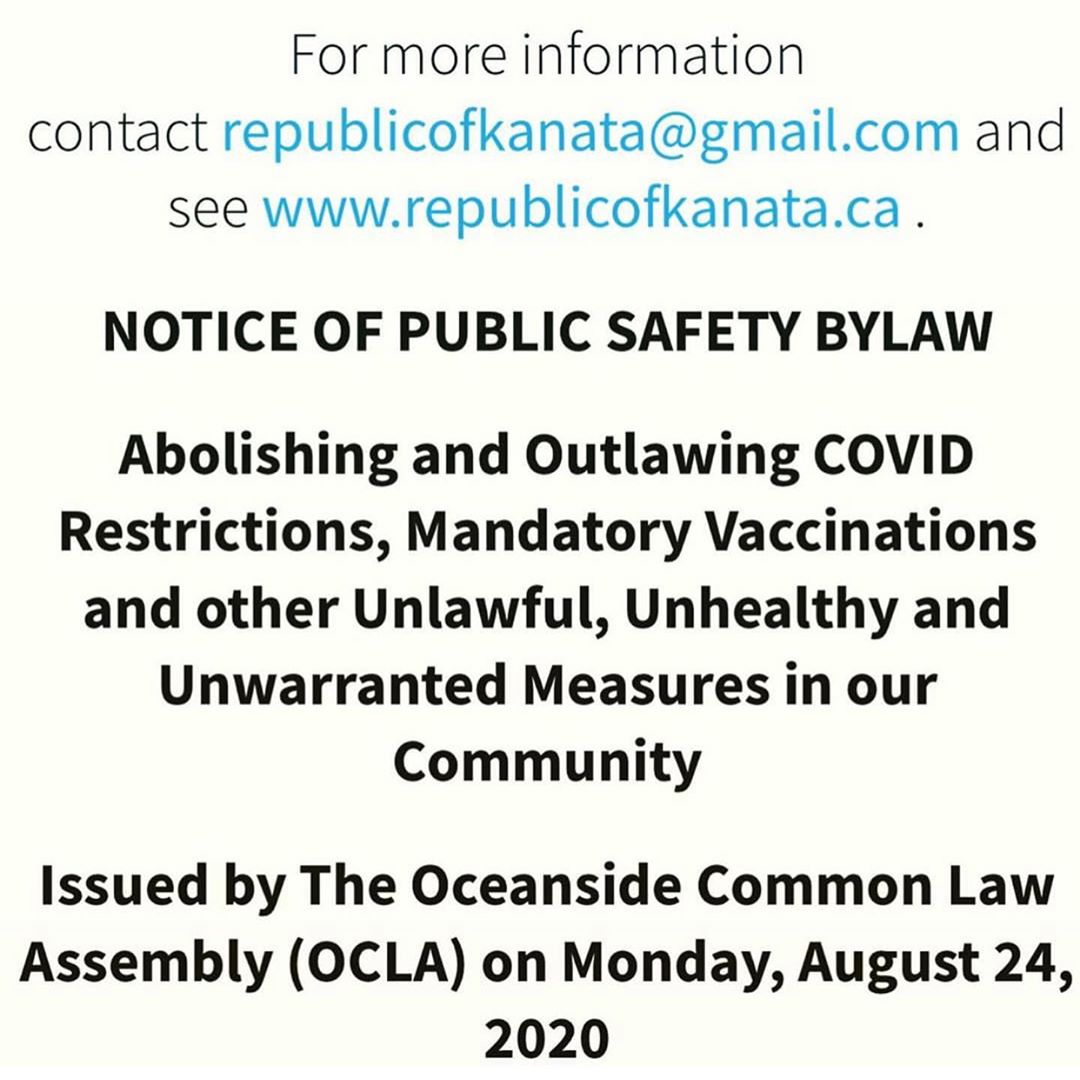 For more information
contact republicofkanata@gmail.com and
see www.republicofkanata.ca .
NOTICE OF PUBLIC SAFETY BYLAW
Abolishing and Outlawing COVID
Restrictions, Mandatory Vaccinations
and other Unlawful, Unhealthy and
Unwarranted Measures in our
Community
Issued by The Oceanside Common Law
Assembly (OCLA) on Monday, August 24,
2020